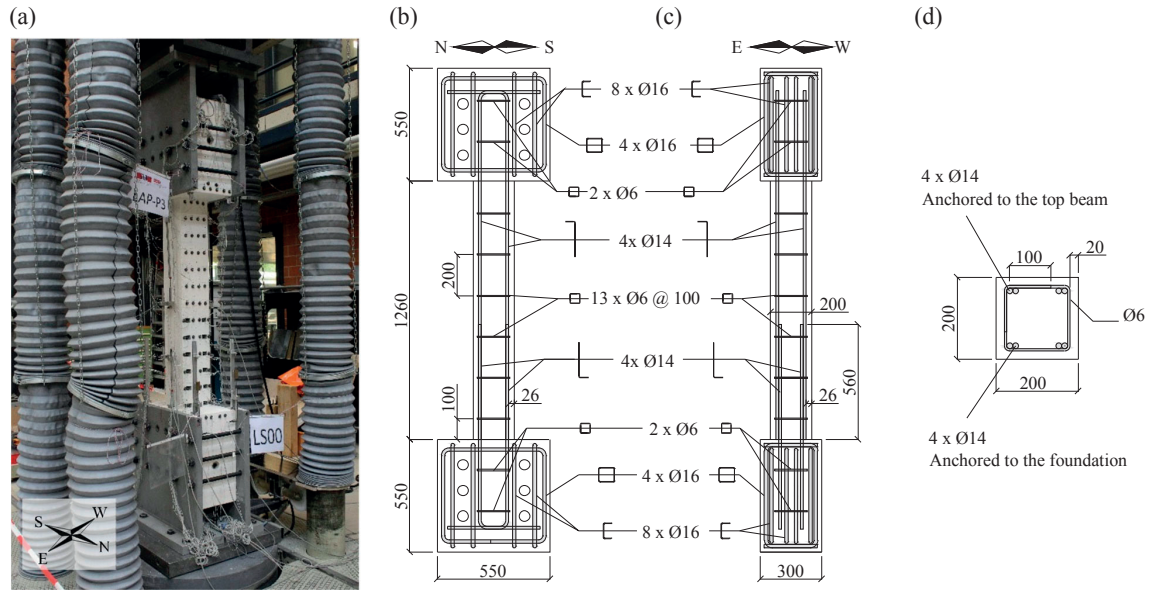 (a)
AP-P3
LS00
S
W
E
N
(b)
N
S
550
1260
550
200
100
26
550
8 x Ø16
4 x Ø16
2 x Ø6
4x Ø14
13 x Ø6 @ 100
4x Ø14
2 x Ø6
4 x Ø16
8 x Ø16
(c)
E
W
200
560
26
300
(d)
4 x Ø14
Anchored to the top beam
20
100
200
Ø6
200
4 x Ø14
Anchored to the foundation